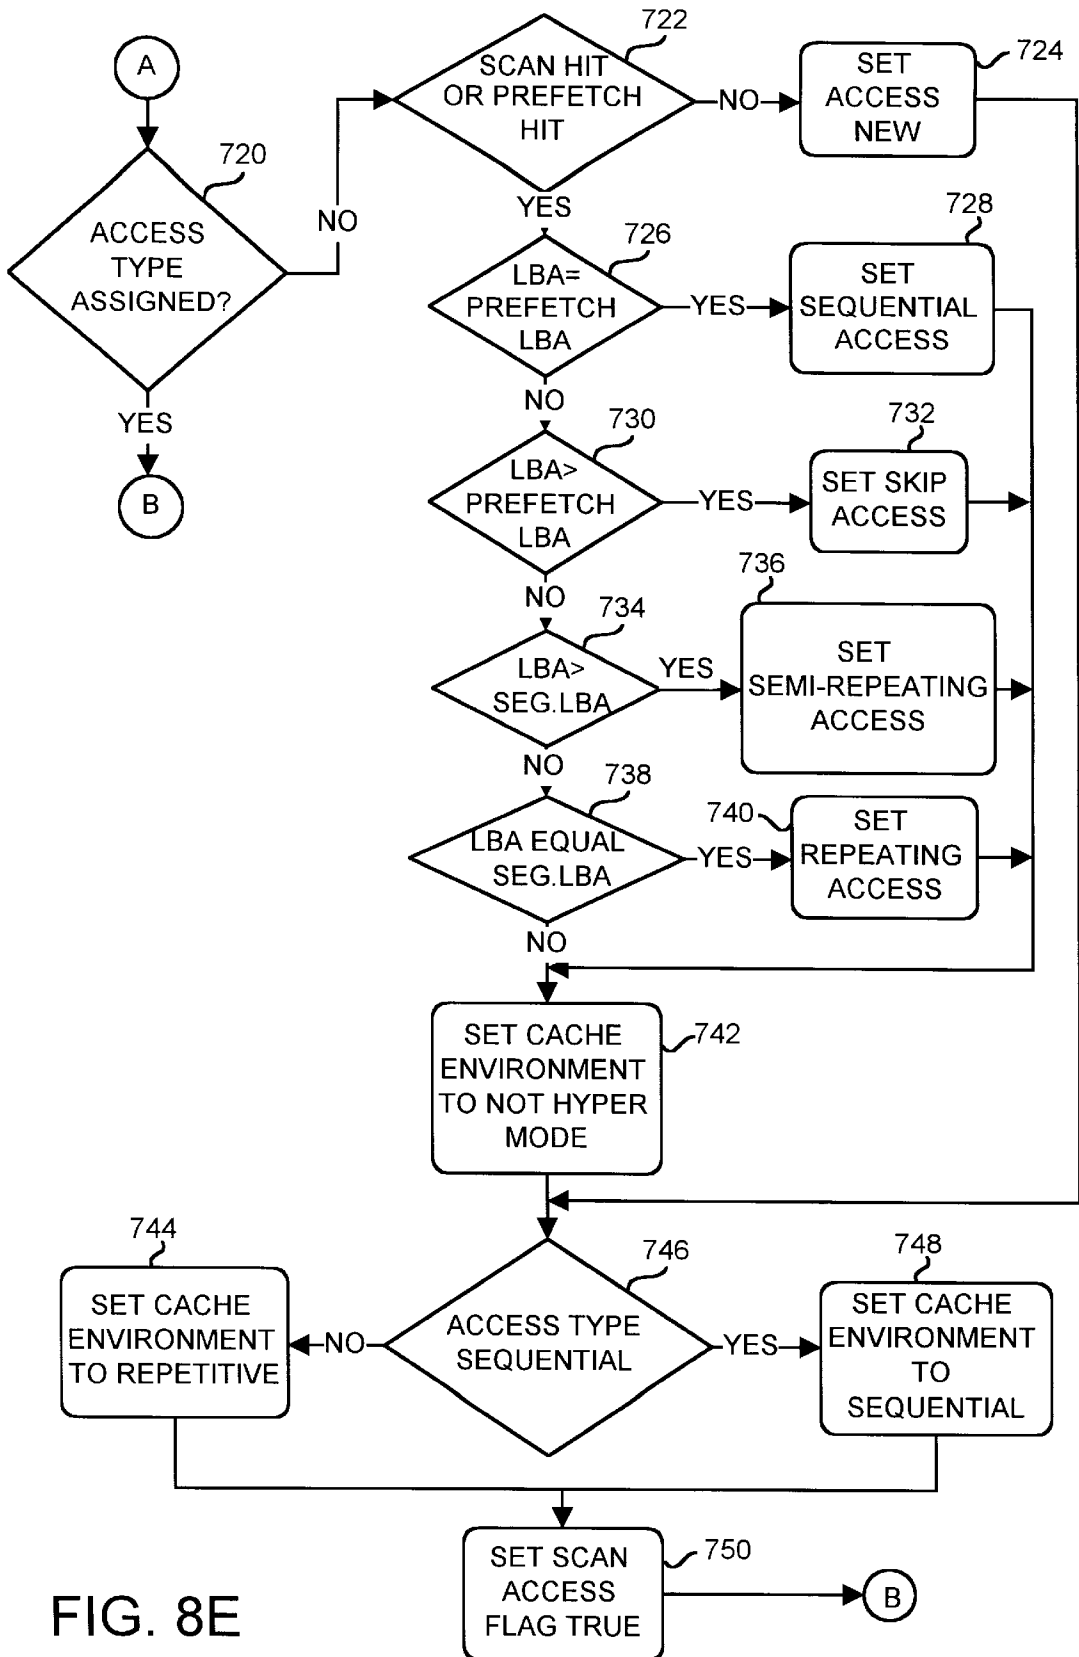 A
720
ACCESS
TYPE
ASSIGNED?
NO
YES
B
722
SCAN HIT
OR PREFETCH
HIT
NO
724
SET
ACCESS
NEW
YES
726
LBA=
PREFETCH
LBA
YES
728
SET
SEQUENTIAL
ACCESS
NO
730
LBA>
PREFETCH
LBA
YES
732
SET SKIP
ACCESS
NO
734
LBA>
SEG.LBA
YES
736
SET
SEMI-REPEATING
ACCESS
NO
738
LBA EQUAL
SEG.LBA
YES
740
SET
REPEATING
ACCESS
NO
742
SET CACHE
ENVIRONMENT
TO NOT HYPER
MODE
746
ACCESS TYPE
SEQUENTIAL
NO
744
SET CACHE
ENVIRONMENT
TO REPETITIVE
YES
748
SET CACHE
ENVIRONMENT
TO
SEQUENTIAL
750
SET SCAN
ACCESS
FLAG TRUE
B
FIG. 8E